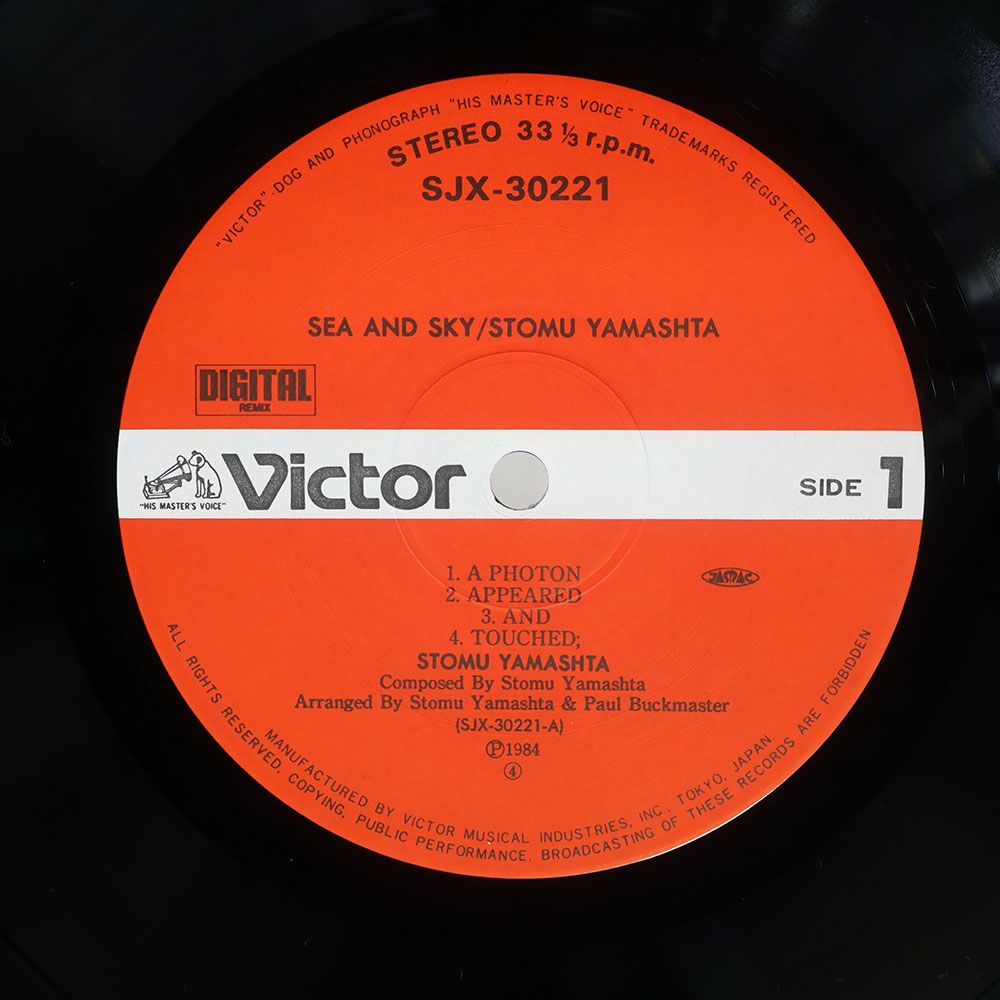 "VICTOR"-DOG AND PHONOGRAPH "HIS MASTER'S VOICE" TRADEMARKS REGISTERED
STEREO 33 ⅓ r.p.m.
SJX-30221
SEA AND SKY/STOMU YAMASHTA
DIGITAL
REMIX
"HIS MASTER'S VOICE"
Victor
SIDE 1
1. A PHOTON
2. APPEARED
3. AND
4. TOUCHED;
JASRAC
STOMU YAMASHTA
Composed By Stomu Yamashta
Arranged By Stomu Yamashta & Paul Buckmaster
(SJX-30221-A)
Ⓟ1984
④
MANUFACTURED BY VICTOR MUSICAL INDUSTRIES, INC., TOKYO, JAPAN.
ALL RIGHTS RESERVED. COPYING, PUBLIC PERFORMANCE, BROADCASTING OF THESE RECORDS ARE FORBIDDEN